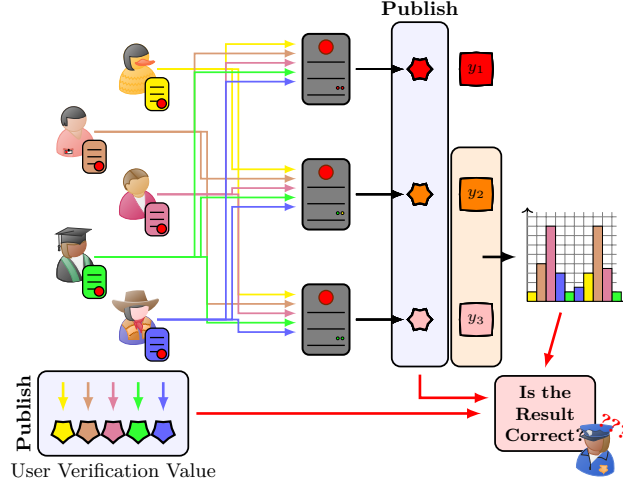 Publish
y1
y2
y3
Publish
User Verification Value
Is the
Result
Correct?
???